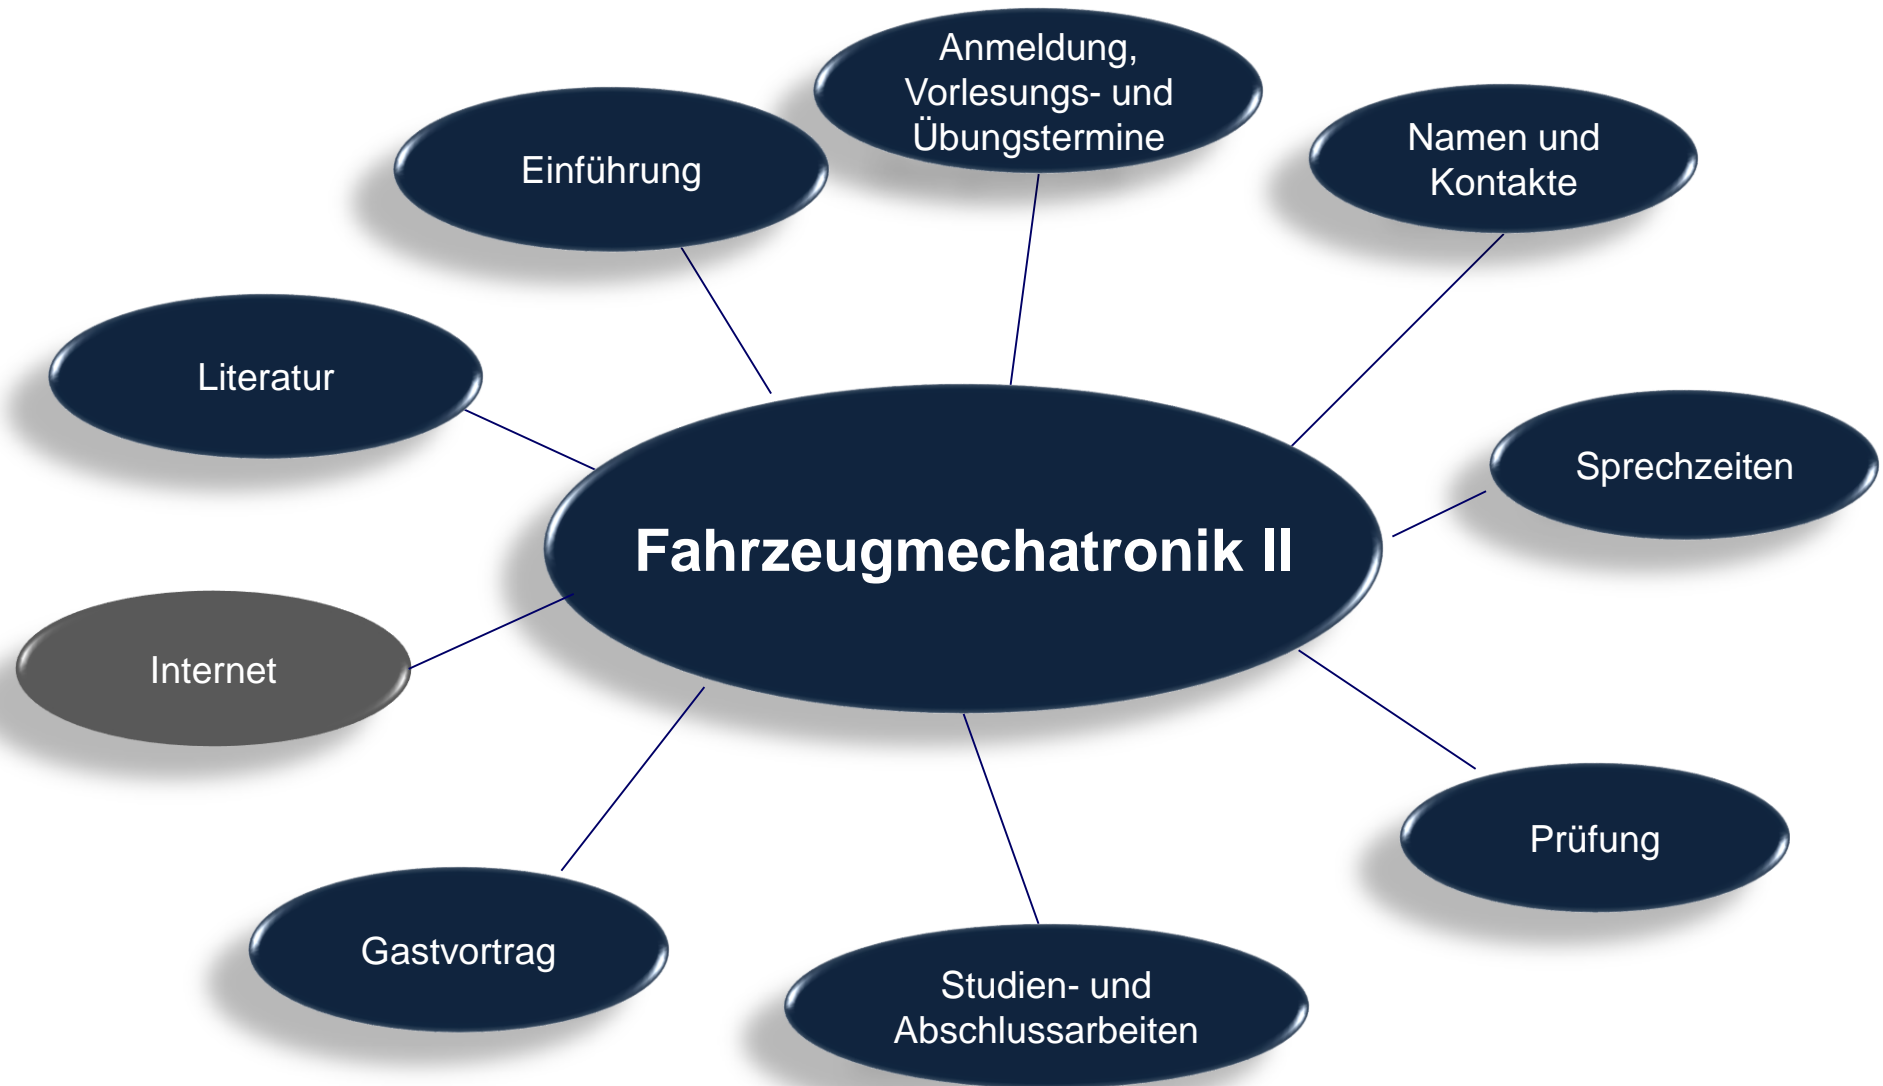 Anmeldung,
Vorlesungs- und
Übungstermine
Einführung
Namen und
Kontakte
Literatur
Sprechzeiten
Fahrzeugmechatronik II
Internet
Prüfung
Gastvortrag
Studien- und
Abschlussarbeiten